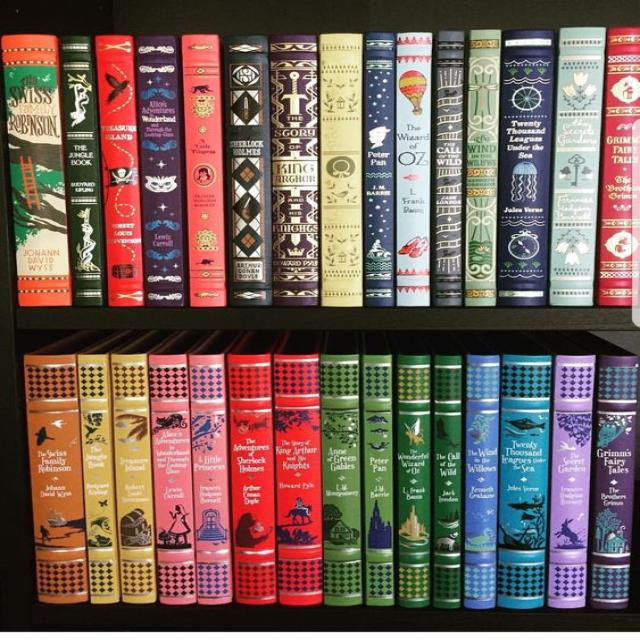 The
SWISS
FAMILY
ROBINSON
JOHANN
DAVID
WYSS
THE
JUNGLE
BOOK
RUDYARD
KIPLING
TREASURE
ISLAND
ROBERT
LOUIS
STEVENSON
Alice's
Adventures
in
Wonderland
and
Through the
Looking-Glass
Lewis
Carroll
A
Little
Princess
SHERLOCK
HOLMES
ARTHUR
CONAN
DOYLE
THE
STORY
OF
KING
ARTHUR
AND
HIS
KNIGHTS
Peter
Pan
J. M.
BARRIE
The
Wizard
of
OZ
L.
Frank
Baum
THE
CALL
OF THE
WILD
THE
WIND
IN THE
WILLOWS
Twenty
Thousand
Leagues
Under the
Sea
Jules Verne
The
Secret
Garden
GRIMM'S
FAIRY
TALES
The
Brothers
Grimm
The Swiss
Family
Robinson
Johann
David Wyss
The
Jungle
Book
Rudyard
Kipling
Treasure
Island
Robert
Louis
Stevenson
Alice's
Adventures
in
Wonderland
and Through
the Looking
Glass
Lewis
Carroll
A Little
Princess
Frances
Hodgson
Burnett
The
Adventures
of
Sherlock
Holmes
Arthur
Conan
Doyle
The Story of
King Arthur
and His
Knights
Howard Pyle
Anne
of Green
Gables
L. M.
Montgomery
Peter
Pan
J.M.
Barrie
The
Wonderful
Wizard
of Oz
L. Frank
Baum
The
Call of
the Wild
Jack
London
The Wind
in the
Willows
Kenneth
Grahame
Twenty
Thousand
Leagues Under
the Sea
Jules Verne
The
Secret
Garden
Frances
Hodgson
Burnett
Grimm's
Fairy
Tales
The
Brothers
Grimm